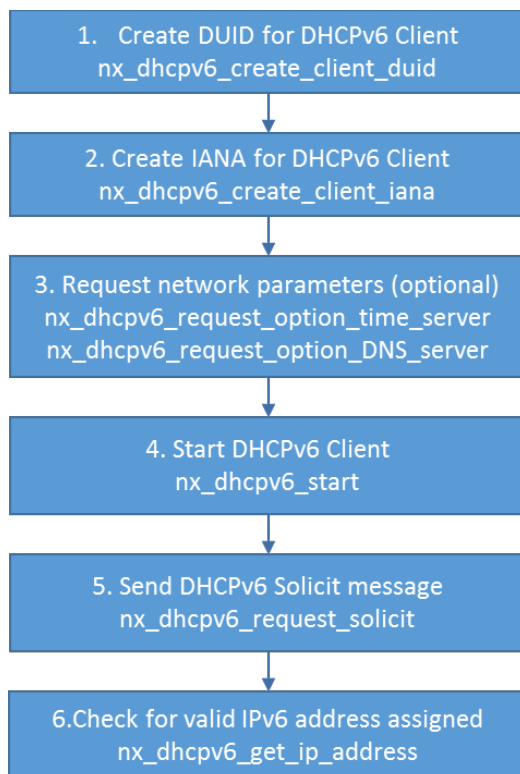 1. Create DUID for DHCPv6 Client
nx_dhcpv6_create_client_duid
2. Create IANA for DHCPv6 Client
nx_dhcpv6_create_client_iana
3. Request network parameters (optional)
nx_dhcpv6_request_option_time_server
nx_dhcpv6_request_option_DNS_server
4. Start DHCPv6 Client
nx_dhcpv6_start
5. Send DHCPv6 Solicit message
nx_dhcpv6_request_solicit
6.Check for valid IPv6 address assigned
nx_dhcpv6_get_ip_address